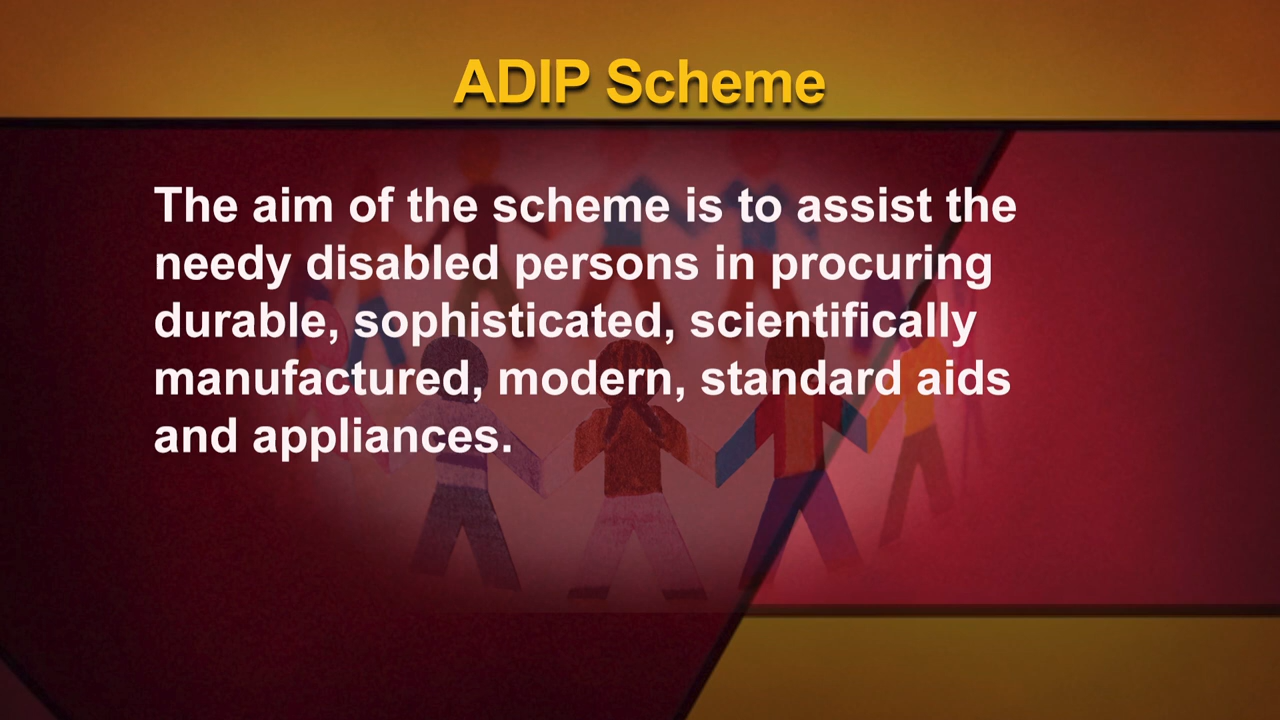 ADIP Scheme
The aim of the scheme is to assist the
needy disabled persons in procuring
durable, sophisticated, scientifically
manufactured, modern, standard aids
and appliances.